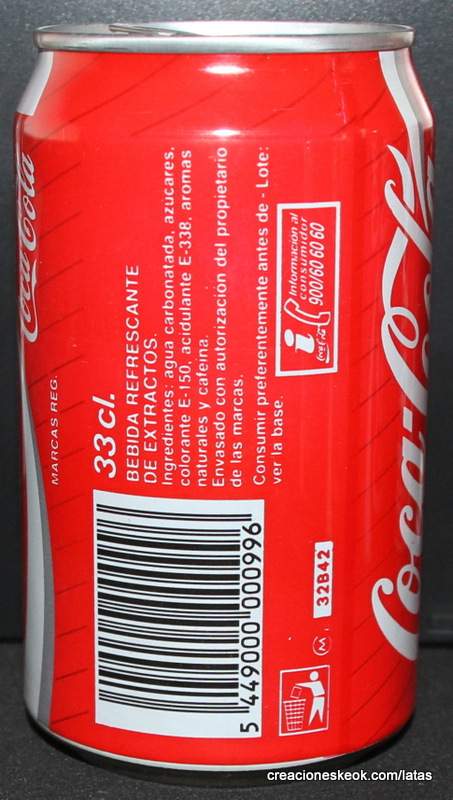 Coca-Cola
MARCAS REG.
33 cl.
BEBIDA REFRESCANTE
DE EXTRACTOS.
Ingredientes: agua carbonatada, azucares,
colorante E-150, acidulante E-338, aromas
naturales y cafeina.
Envasado con autorización del propietario
de las marcas.
Consumir preferentemente antes de - Lote:
ver la base.
i
Información al
consumidor
900/60 60 60
Coca-Cola
5 449000 000996
M
32B42
Coca-Cola
creacioneskeok.com/latas